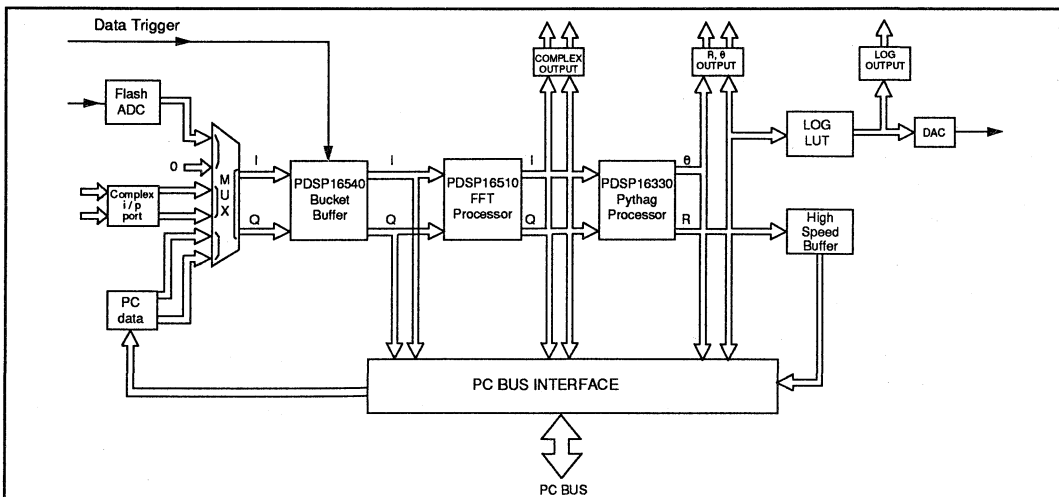 Data Trigger
Flash
ADC
0
Complex
i / p
port
PC
data
M
U
X
I
Q
PDSP16540
Bucket
Buffer
I
Q
PDSP16510
FFT
Processor
I
Q
COMPLEX
OUTPUT
PDSP16330
Pythag
Processor
θ
R
R, θ
OUTPUT
LOG
OUTPUT
LOG
LUT
DAC
High
Speed
Buffer
PC BUS INTERFACE
PC BUS